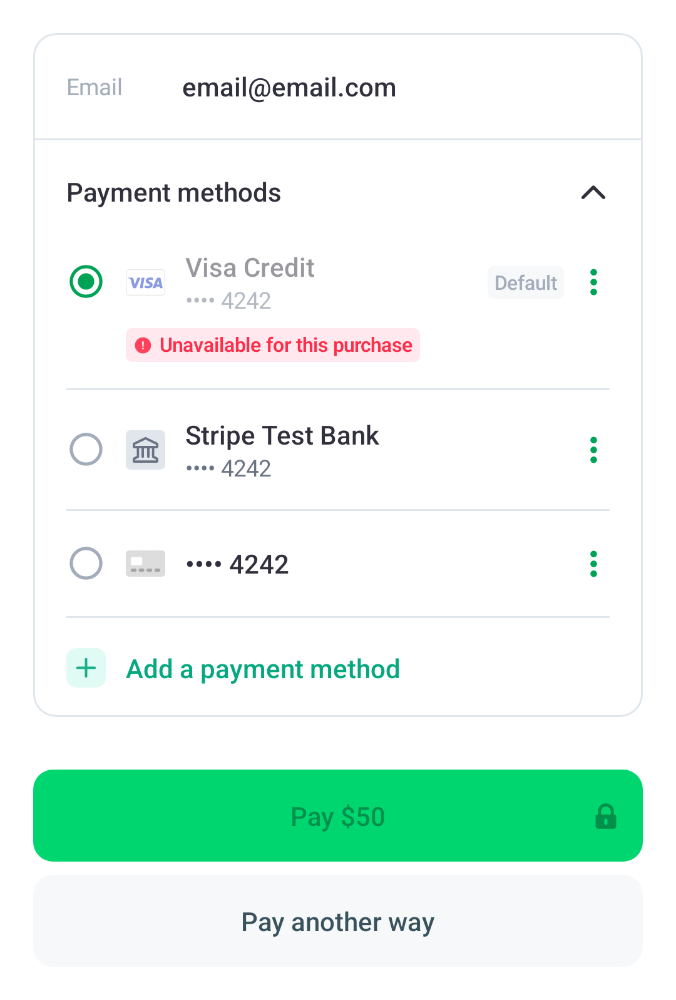 Email email@email.com
Payment methods
VISA Visa Credit Default
•••• 4242
Unavailable for this purchase
Stripe Test Bank
•••• 4242
•••• 4242
Add a payment method
Pay $50
Pay another way